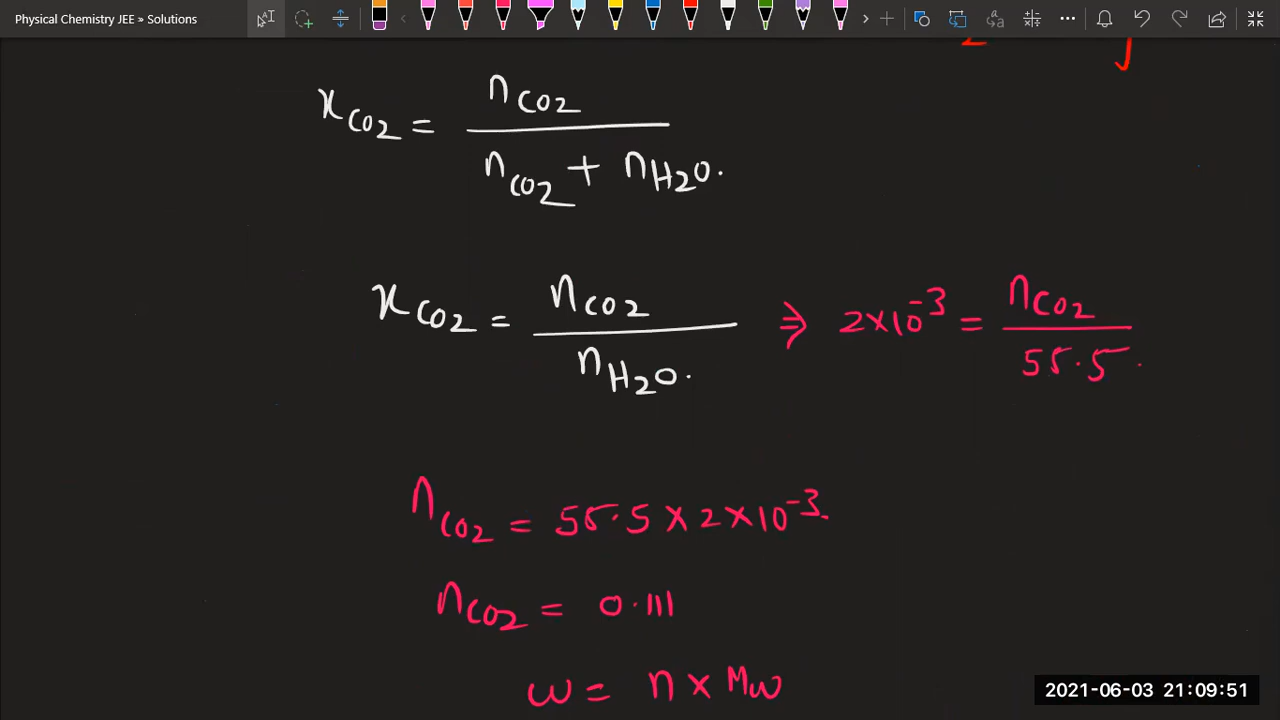 Physical Chemistry JEE » Solutions
xCO2 = nCO2 / nCO2 + nH2O.
xCO2 = nCO2 / nH2O. ⇒ 2×10^-3 = nCO2 / 55.5.
nCO2 = 55.5 × 2 × 10^-3.
nCO2 = 0.111
w = n × Mw
2021-06-03 21:09:51